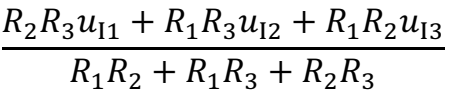 R₂R₃u_I1 + R₁R₃u_I2 + R₁R₂u_I3
R₁R₂ + R₁R₃ + R₂R₃